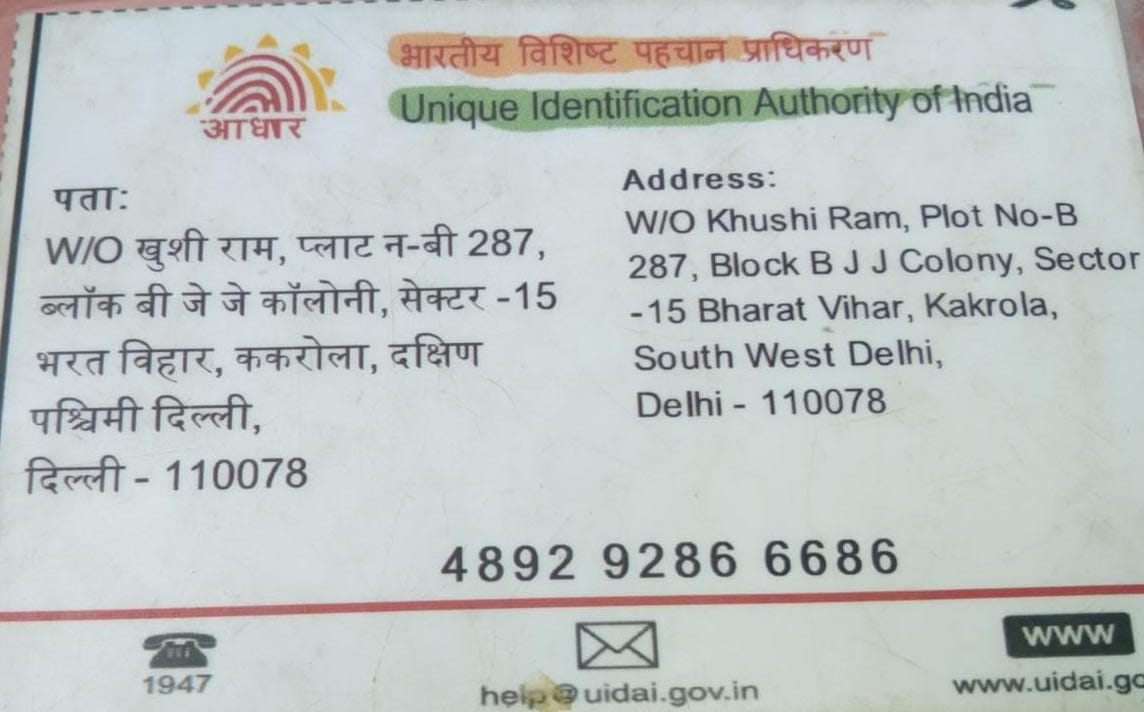 आधार
भारतीय विशिष्ट पहचान प्राधिकरण
Unique Identification Authority of India
पता:
W/O खुशी राम, प्लाट न-बी 287,
ब्लॉक बी जे जे कॉलोनी, सेक्टर -15
भरत विहार, ककरोला, दक्षिण
पश्चिमी दिल्ली,
दिल्ली - 110078
Address:
W/O Khushi Ram, Plot No-B
287, Block B J J Colony, Sector
-15 Bharat Vihar, Kakrola,
South West Delhi,
Delhi - 110078
4892 9286 6686
1947
help@uidai.gov.in
WWW
www.uidai.go